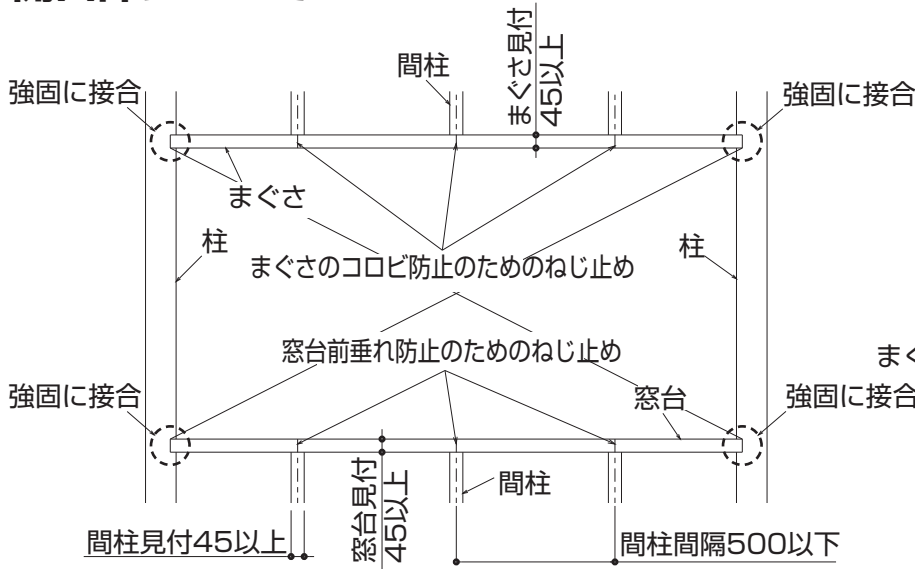 間柱
まぐさ見付
45以上
強固に接合
強固に接合
まぐさ
柱
柱
まぐさのコロビ防止のためのねじ止め
窓台前垂れ防止のためのねじ止め
まぐ
強固に接合
窓台
強固に接合
窓台見付
45以上
間柱
間柱見付45以上
間柱間隔500以下